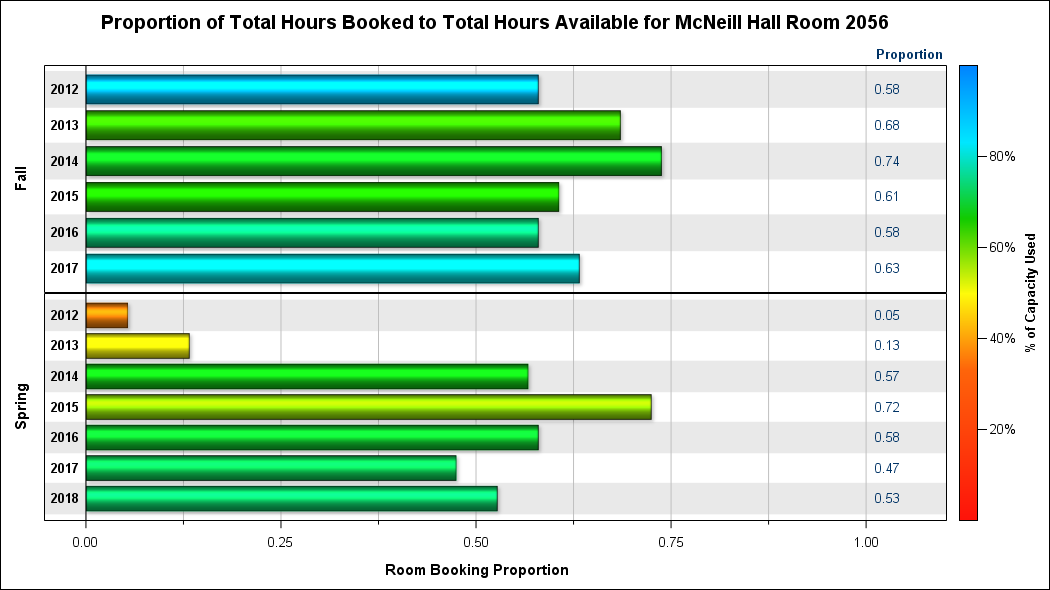 Proportion of Total Hours Booked to Total Hours Available for McNeill Hall Room 2056
Proportion
Fall
2012 0.58
2013 0.68
2014 0.74
2015 0.61
2016 0.58
2017 0.63
Spring
2012 0.05
2013 0.13
2014 0.57
2015 0.72
2016 0.58
2017 0.47
2018 0.53
0.00 0.25 0.50 0.75 1.00
Room Booking Proportion
80%
60%
40%
20%
% of Capacity Used